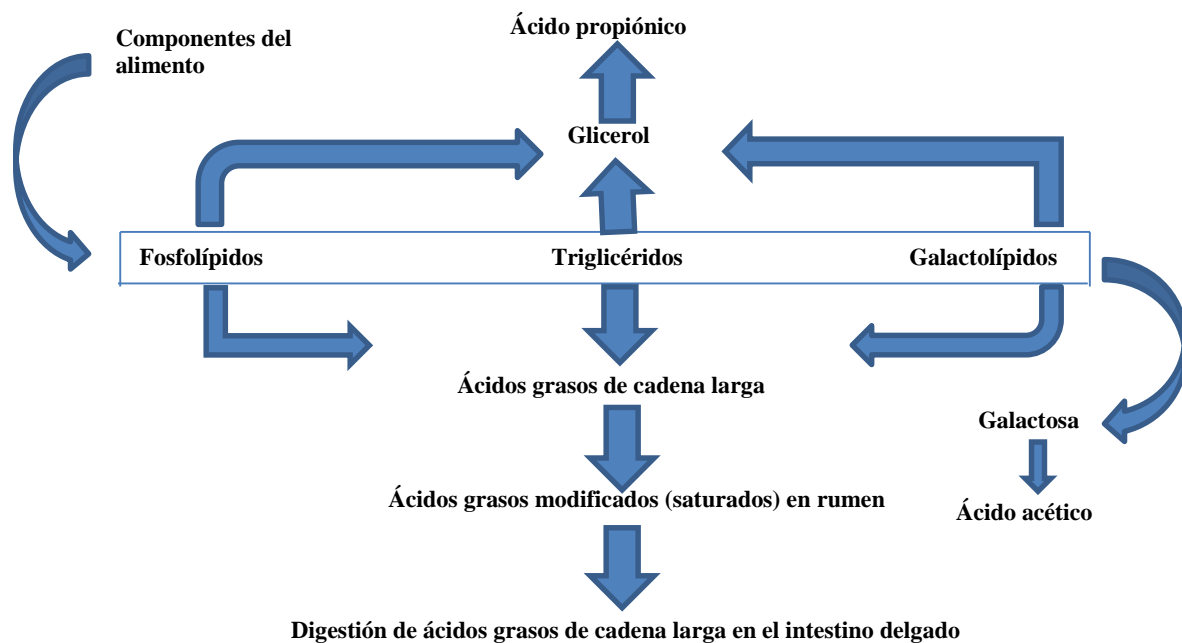 Ácido propiónico
Componentes del
alimento
Glicerol
Fosfolípidos
Triglicéridos
Galactolípidos
Ácidos grasos de cadena larga
Galactosa
Ácidos grasos modificados (saturados) en rumen
Ácido acético
Digestión de ácidos grasos de cadena larga en el intestino delgado